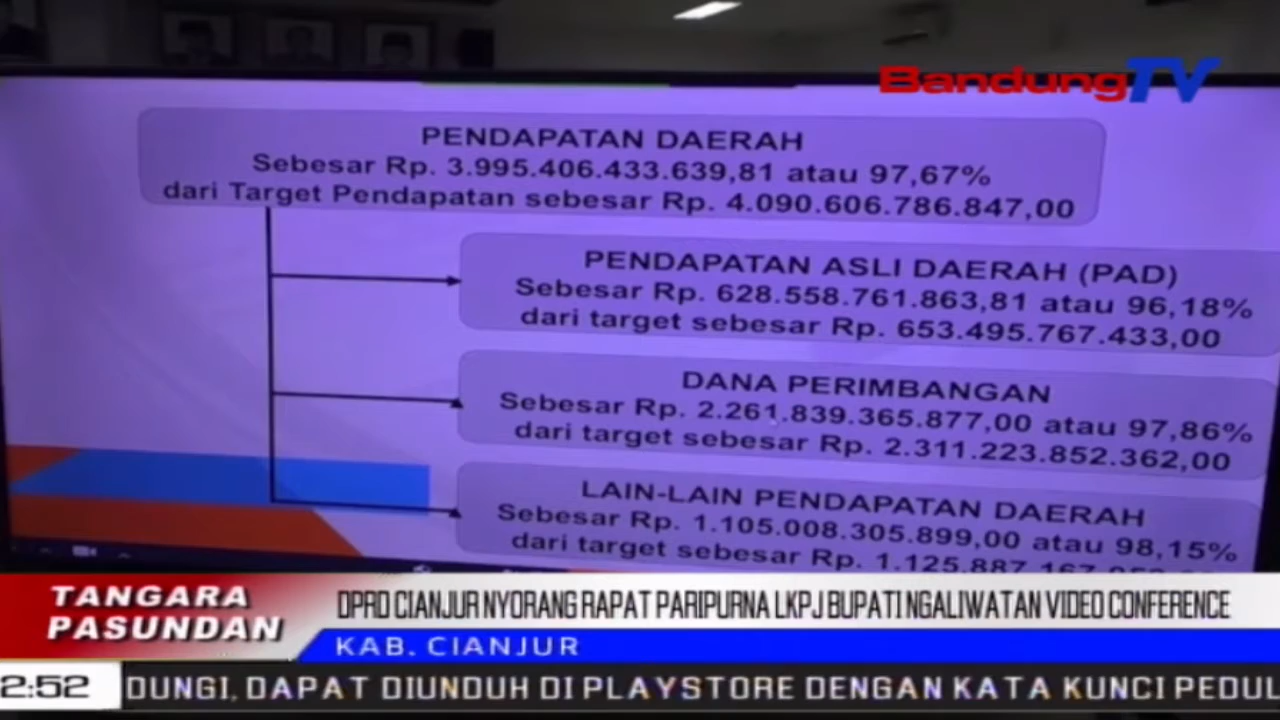 BandungTV
PENDAPATAN DAERAH
Sebesar Rp. 3.995.406.433.639,81 atau 97,67%
dari Target Pendapatan sebesar Rp. 4.090.606.786.847,00
PENDAPATAN ASLI DAERAH (PAD)
Sebesar Rp. 628.558.761.863,81 atau 96,18%
dari target sebesar Rp. 653.495.767.433,00
DANA PERIMBANGAN
Sebesar Rp. 2.261.839.365.877,00 atau 97,86%
dari target sebesar Rp. 2.311.223.852.362,00
LAIN-LAIN PENDAPATAN DAERAH
Sebesar Rp. 1.105.008.305.899,00 atau 98,15%
dari target sebesar Rp.
TANGARA
PASUNDAN
DPRD CIANJUR NYORANG RAPAT PARIPURNA LKPJ BUPATI NGALIWATAN VIDEO CONFERENCE
KAB. CIANJUR
2:52
DUNGI, DAPAT DIUNDUH DI PLAYSTORE DENGAN KATA KUNCI PEDUL